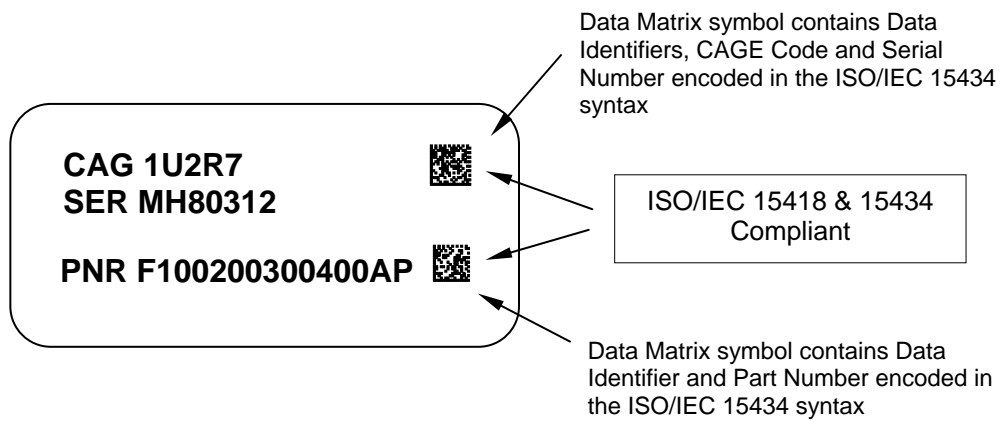 Data Matrix symbol contains Data
Identifiers, CAGE Code and Serial
Number encoded in the ISO/IEC 15434
syntax
CAG 1U2R7
SER MH80312
ISO/IEC 15418 & 15434
Compliant
PNR F100200300400AP
Data Matrix symbol contains Data
Identifier and Part Number encoded in
the ISO/IEC 15434 syntax